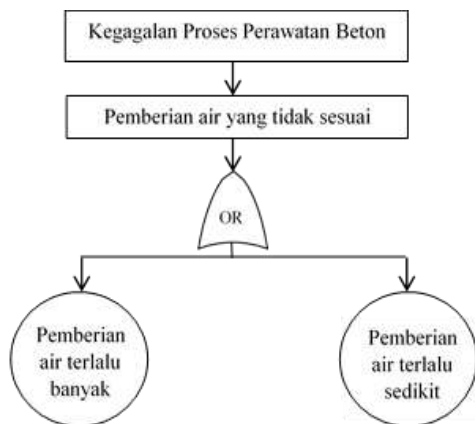 Kegagalan Proses Perawatan Beton
Pemberian air yang tidak sesuai
OR
Pemberian
air terlalu
banyak
Pemberian
air terlalu
sedikit